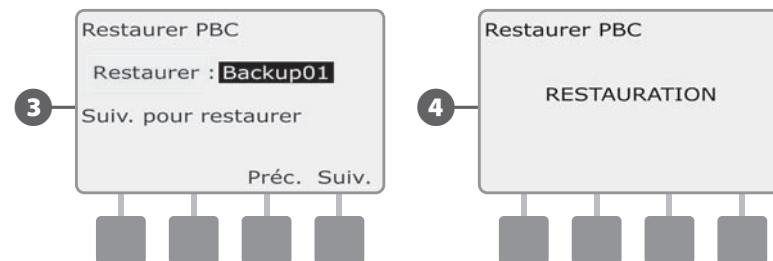 3
Restaurer PBC
Restaurer : Backup01
Suiv. pour restaurer
Préc. Suiv.
4
Restaurer PBC
RESTAURATION